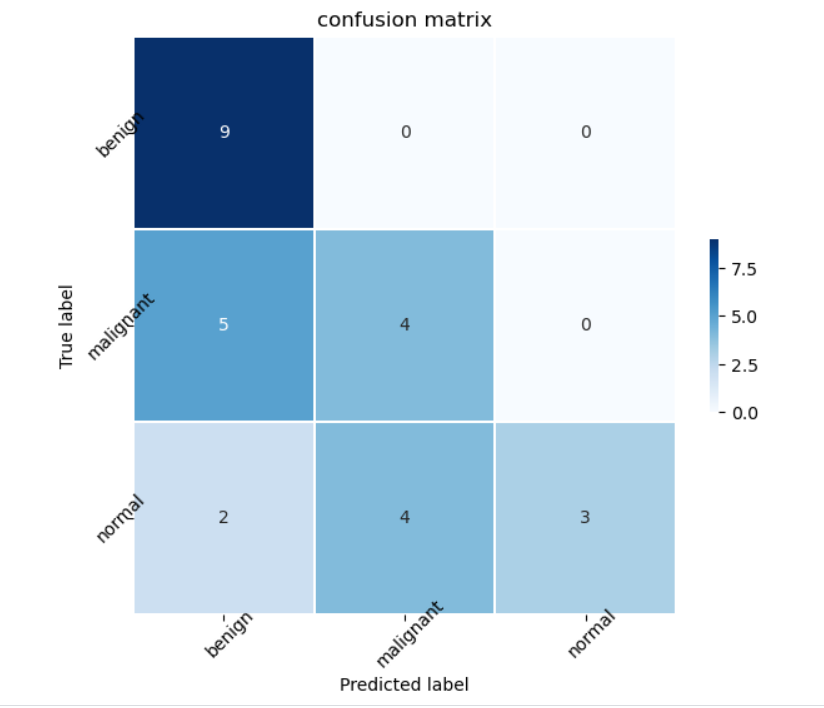 confusion matrix
benign
9
0
0
malignant
5
4
0
normal
2
4
3
True label
benign
malignant
normal
Predicted label
7.5
5.0
2.5
0.0